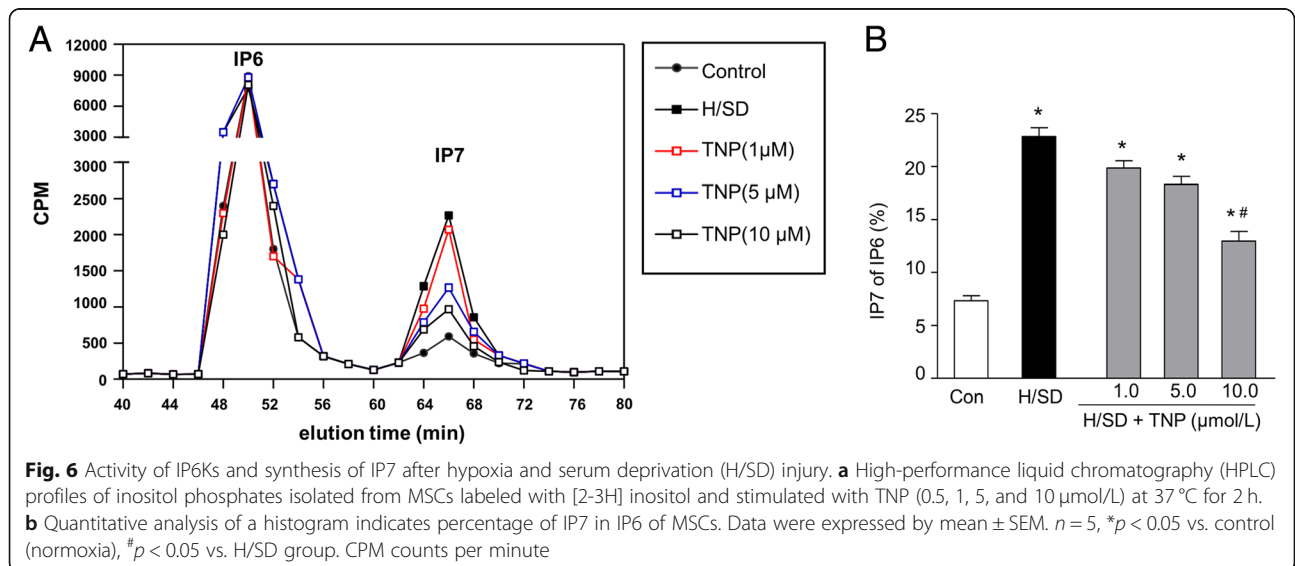 A
12000
9000
6000
3000
3000
2500
2000
1500
1000
500
0
CPM
IP6
IP7
40 44 48 52 56 60 64 68 72 76 80
elution time (min)
Control
H/SD
TNP(1μM)
TNP(5 μM)
TNP(10 μM)
B
25
20
15
10
5
0
IP7 of IP6 (%)
*
*
*
* #
Con H/SD 1.0 5.0 10.0
H/SD + TNP (μmol/L)
Fig. 6 Activity of IP6Ks and synthesis of IP7 after hypoxia and serum deprivation (H/SD) injury. a High-performance liquid chromatography (HPLC)
profiles of inositol phosphates isolated from MSCs labeled with [2-3H] inositol and stimulated with TNP (0.5, 1, 5, and 10 μmol/L) at 37 °C for 2 h.
b Quantitative analysis of a histogram indicates percentage of IP7 in IP6 of MSCs. Data were expressed by mean ± SEM. n = 5, *p < 0.05 vs. control
(normoxia), #p < 0.05 vs. H/SD group. CPM counts per minute